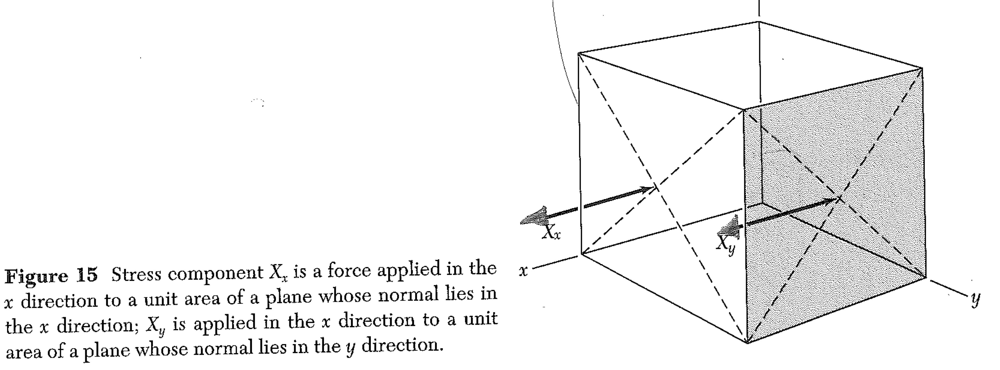 Figure 15 Stress component Xx is a force applied in the
x direction to a unit area of a plane whose normal lies in
the x direction; Xy is applied in the x direction to a unit
area of a plane whose normal lies in the y direction.
Xx
Xy
x
y